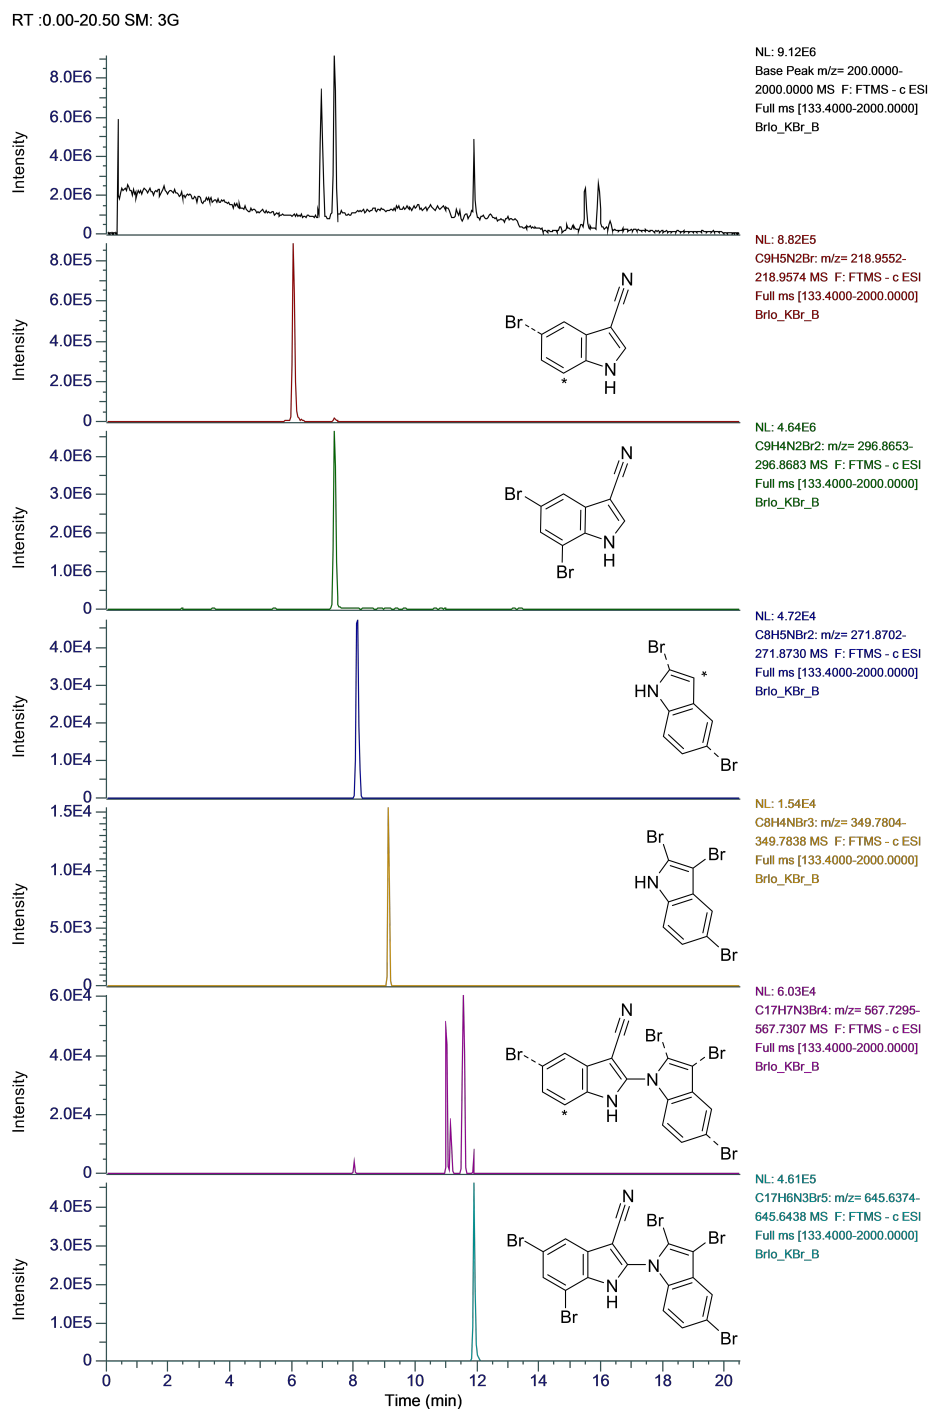 RT :0.00-20.50 SM: 3G
NL: 9.12E6
Base Peak m/z= 200.0000-
2000.0000 MS F: FTMS - c ESI
Full ms [133.4000-2000.0000]
BrIo_KBr_B
Intensity
8.0E6
6.0E6
4.0E6
2.0E6
0
NL: 8.82E5
C9H5N2Br: m/z= 218.9552-
218.9574 MS F: FTMS - c ESI
Full ms [133.4000-2000.0000]
BrIo_KBr_B
Intensity
8.0E5
6.0E5
4.0E5
2.0E5
0
N
Br
N
H
*
NL: 4.64E6
C9H4N2Br2: m/z= 296.8653-
296.8683 MS F: FTMS - c ESI
Full ms [133.4000-2000.0000]
BrIo_KBr_B
Intensity
4.0E6
3.0E6
2.0E6
1.0E6
0
N
Br
N
H
Br
NL: 4.72E4
C8H5NBr2: m/z= 271.8702-
271.8730 MS F: FTMS - c ESI
Full ms [133.4000-2000.0000]
BrIo_KBr_B
Intensity
4.0E4
3.0E4
2.0E4
1.0E4
0
Br
*
HN
Br
NL: 1.54E4
C8H4NBr3: m/z= 349.7804-
349.7838 MS F: FTMS - c ESI
Full ms [133.4000-2000.0000]
BrIo_KBr_B
Intensity
1.5E4
1.0E4
5.0E3
0
Br
Br
HN
Br
NL: 6.03E4
C17H7N3Br4: m/z= 567.7295-
567.7307 MS F: FTMS - c ESI
Full ms [133.4000-2000.0000]
BrIo_KBr_B
Intensity
6.0E4
4.0E4
2.0E4
0
N
Br
Br
Br
N
N
H
*
Br
NL: 4.61E5
C17H6N3Br5: m/z= 645.6374-
645.6438 MS F: FTMS - c ESI
Full ms [133.4000-2000.0000]
BrIo_KBr_B
Intensity
4.0E5
3.0E5
2.0E5
1.0E5
0
N
Br
Br
Br
N
N
H
Br
Br
0 2 4 6 8 10 12 14 16 18 20
Time (min)